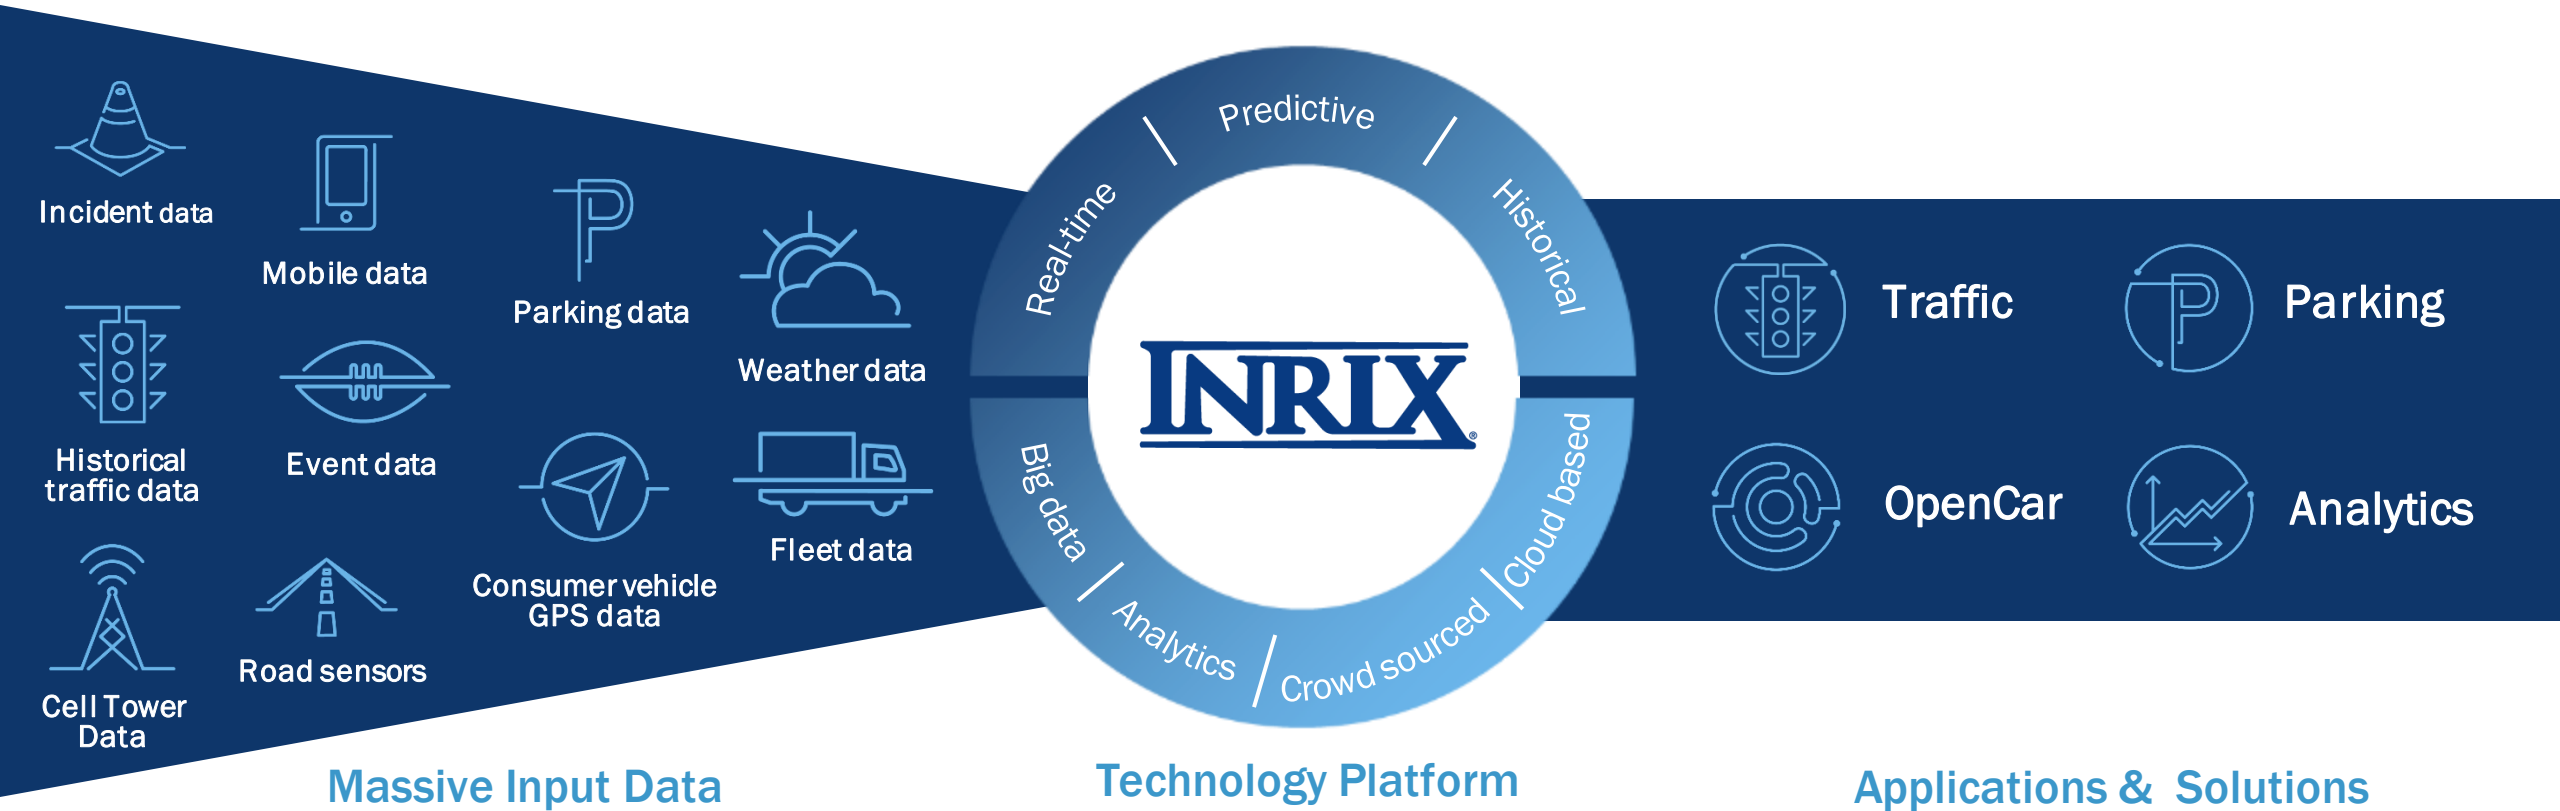 Incident data
Mobile data
Parking data
Weather data
Historical
traffic data
Event data
Consumer vehicle
GPS data
Fleet data
Cell Tower
Data
Road sensors
Massive Input Data
Real-time
Predictive
Historical
INRIX®
Big data
Analytics
Crowd sourced
Cloud based
Technology Platform
Traffic
Parking
OpenCar
Analytics
Applications & Solutions